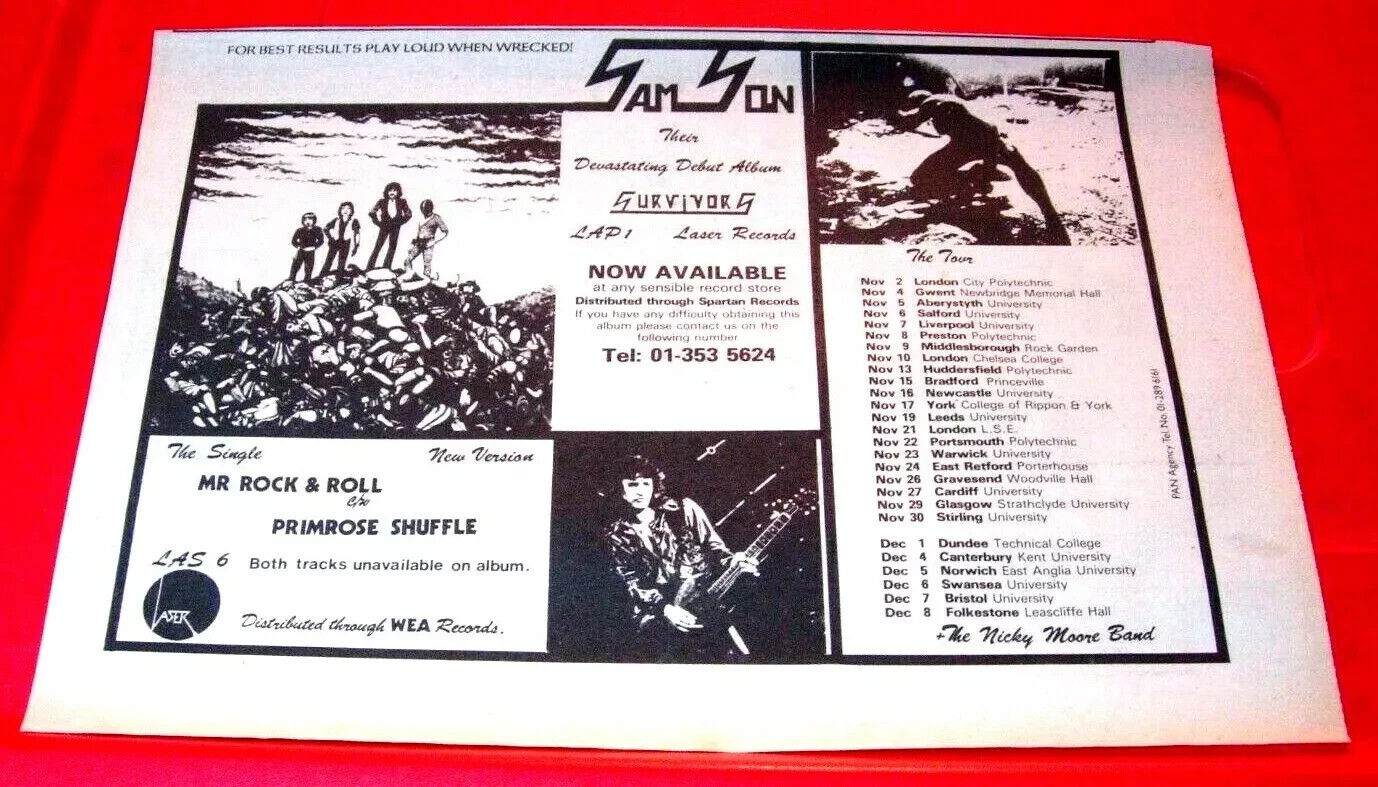 FOR BEST RESULTS PLAY LOUD WHEN WRECKED!
SAMSON
Their
Devastating Debut Album
SURVIVORS
LAP 1 Laser Records
NOW AVAILABLE
at any sensible record store
Distributed through Spartan Records
If you have any difficulty obtaining this
album please contact us on the
following number
Tel: 01-353 5624
The Single New Version
MR ROCK & ROLL
c/w
PRIMROSE SHUFFLE
LAS 6 Both tracks unavailable on album.
LASER
Distributed through WEA Records.
The Tour
Nov 2 London City Polytechnic
Nov 4 Gwent Newbridge Memorial Hall
Nov 5 Aberystyth University
Nov 6 Salford University
Nov 7 Liverpool University
Nov 8 Preston Polytechnic
Nov 9 Middlesborough Rock Garden
Nov 10 London Chelsea College
Nov 13 Huddersfield Polytechnic
Nov 15 Bradford Princeville
Nov 16 Newcastle University
Nov 17 York College of Rippon & York
Nov 19 Leeds University
Nov 21 London L.S.E.
Nov 22 Portsmouth Polytechnic
Nov 23 Warwick University
Nov 24 East Retford Porterhouse
Nov 26 Gravesend Woodville Hall
Nov 27 Cardiff University
Nov 29 Glasgow Strathclyde University
Nov 30 Stirling University
Dec 1 Dundee Technical College
Dec 4 Canterbury Kent University
Dec 5 Norwich East Anglia University
Dec 6 Swansea University
Dec 7 Bristol University
Dec 8 Folkestone Leascliffe Hall
+The Nicky Moore Band
PAN Agency Tel. No. 01-289 6161